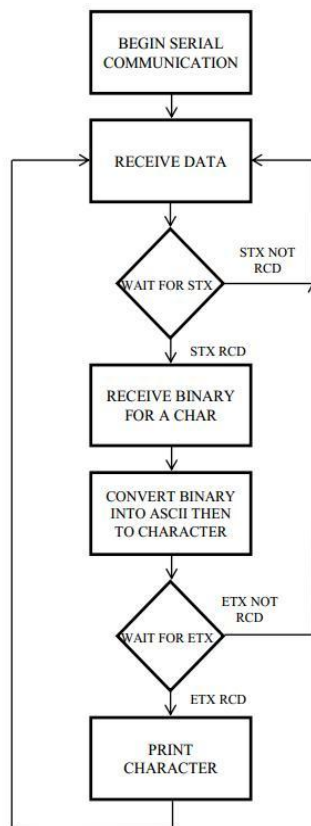 BEGIN SERIAL
COMMUNICATION
RECEIVE DATA
STX NOT
RCD
WAIT FOR STX
STX RCD
RECEIVE BINARY
FOR A CHAR
CONVERT BINARY
INTO ASCII THEN
TO CHARACTER
ETX NOT
RCD
WAIT FOR ETX
ETX RCD
PRINT
CHARACTER